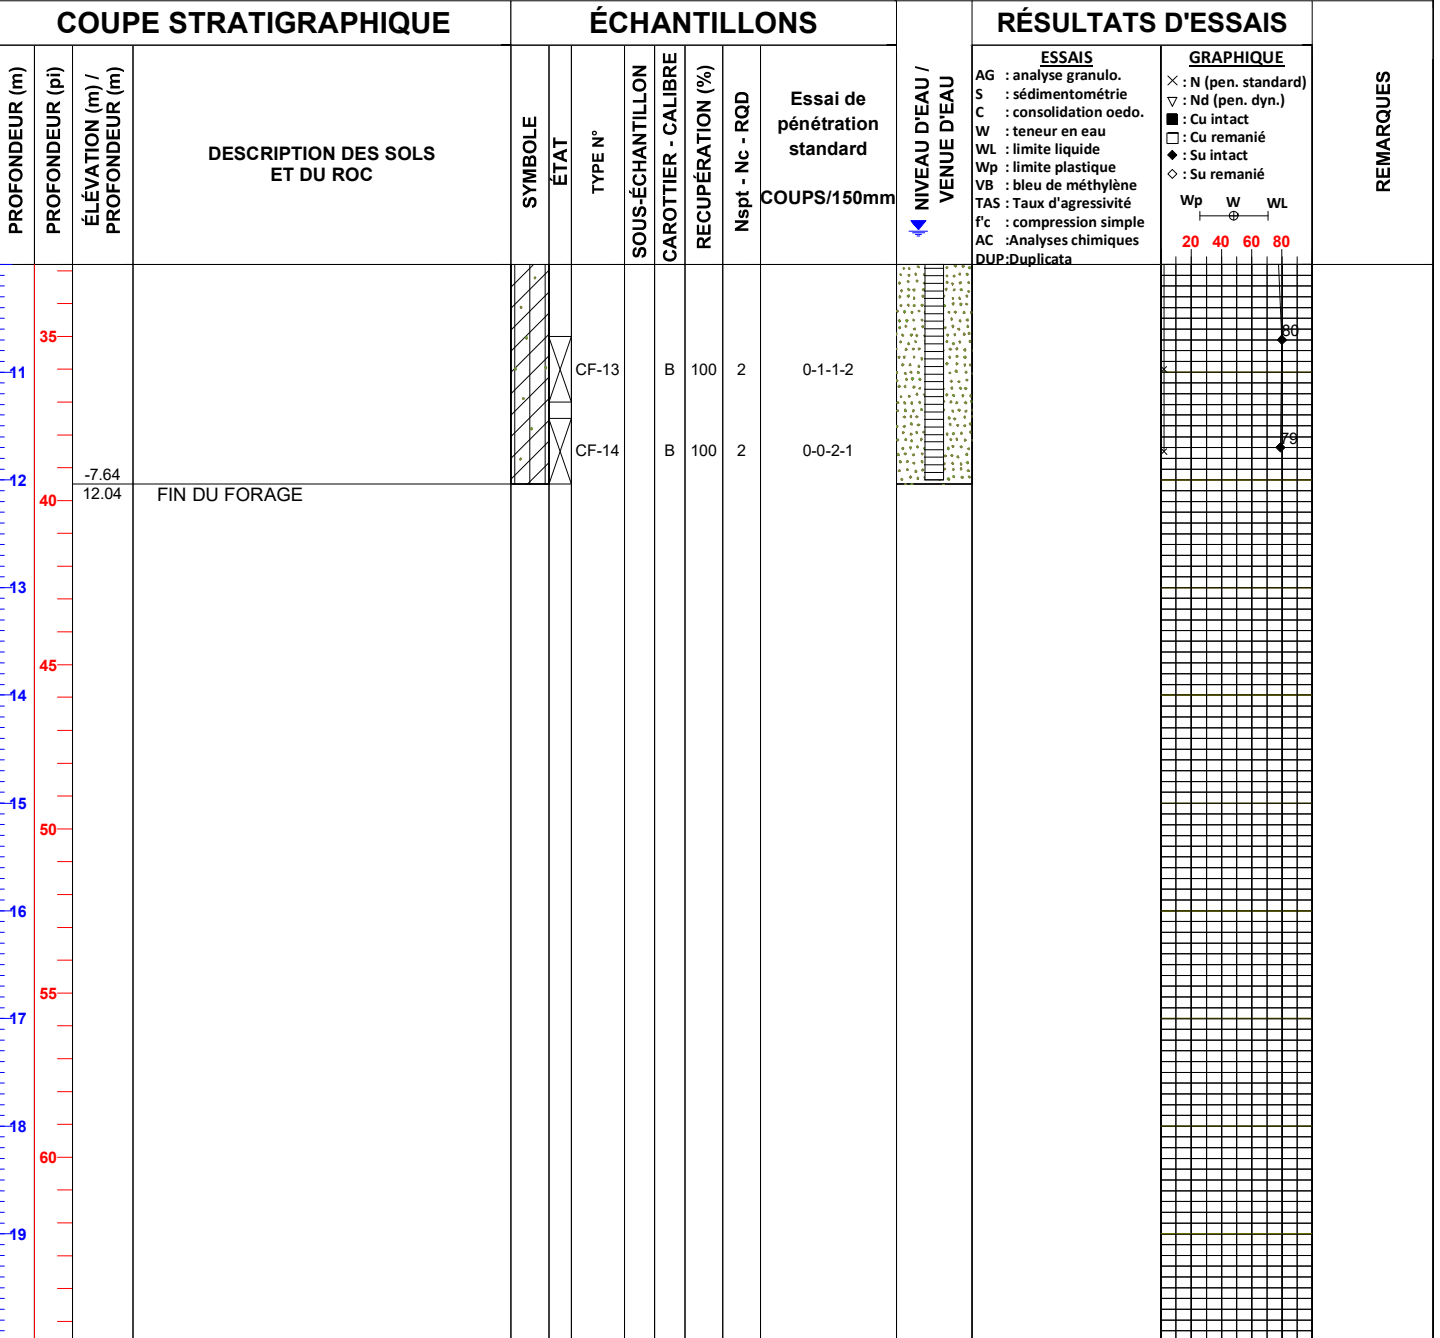 COUPE STRATIGRAPHIQUE
ÉCHANTILLONS
RÉSULTATS D'ESSAIS
PROFONDEUR (m)
PROFONDEUR (pi)
ÉLÉVATION (m) /
PROFONDEUR (m)
DESCRIPTION DES SOLS
ET DU ROC
SYMBOLE
ÉTAT
TYPE N°
SOUS-ÉCHANTILLON
CAROTTIER - CALIBRE
RECUPÉRATION (%)
Nspt - Nc - RQD
Essai de
pénétration
standard
COUPS/150mm
NIVEAU D'EAU /
VENUE D'EAU
ESSAIS
AG : analyse granulo.
S : sédimentométrie
C : consolidation oedo.
W : teneur en eau
WL : limite liquide
Wp : limite plastique
VB : bleu de méthylène
TAS : Taux d'agressivité
f'c : compression simple
AC :Analyses chimiques
DUP:Duplicata
GRAPHIQUE
× : N (pen. standard)
▽ : Nd (pen. dyn.)
■ : Cu intact
□ : Cu remanié
◆ : Su intact
◇ : Su remanié
Wp W WL
20 40 60 80
REMARQUES
35
80
11
CF-13 B 100 2 0-1-1-2
79
CF-14 B 100 2 0-0-2-1
-7.64
12
12.04 FIN DU FORAGE
40
13
45
14
15
50
16
55
17
18
60
19